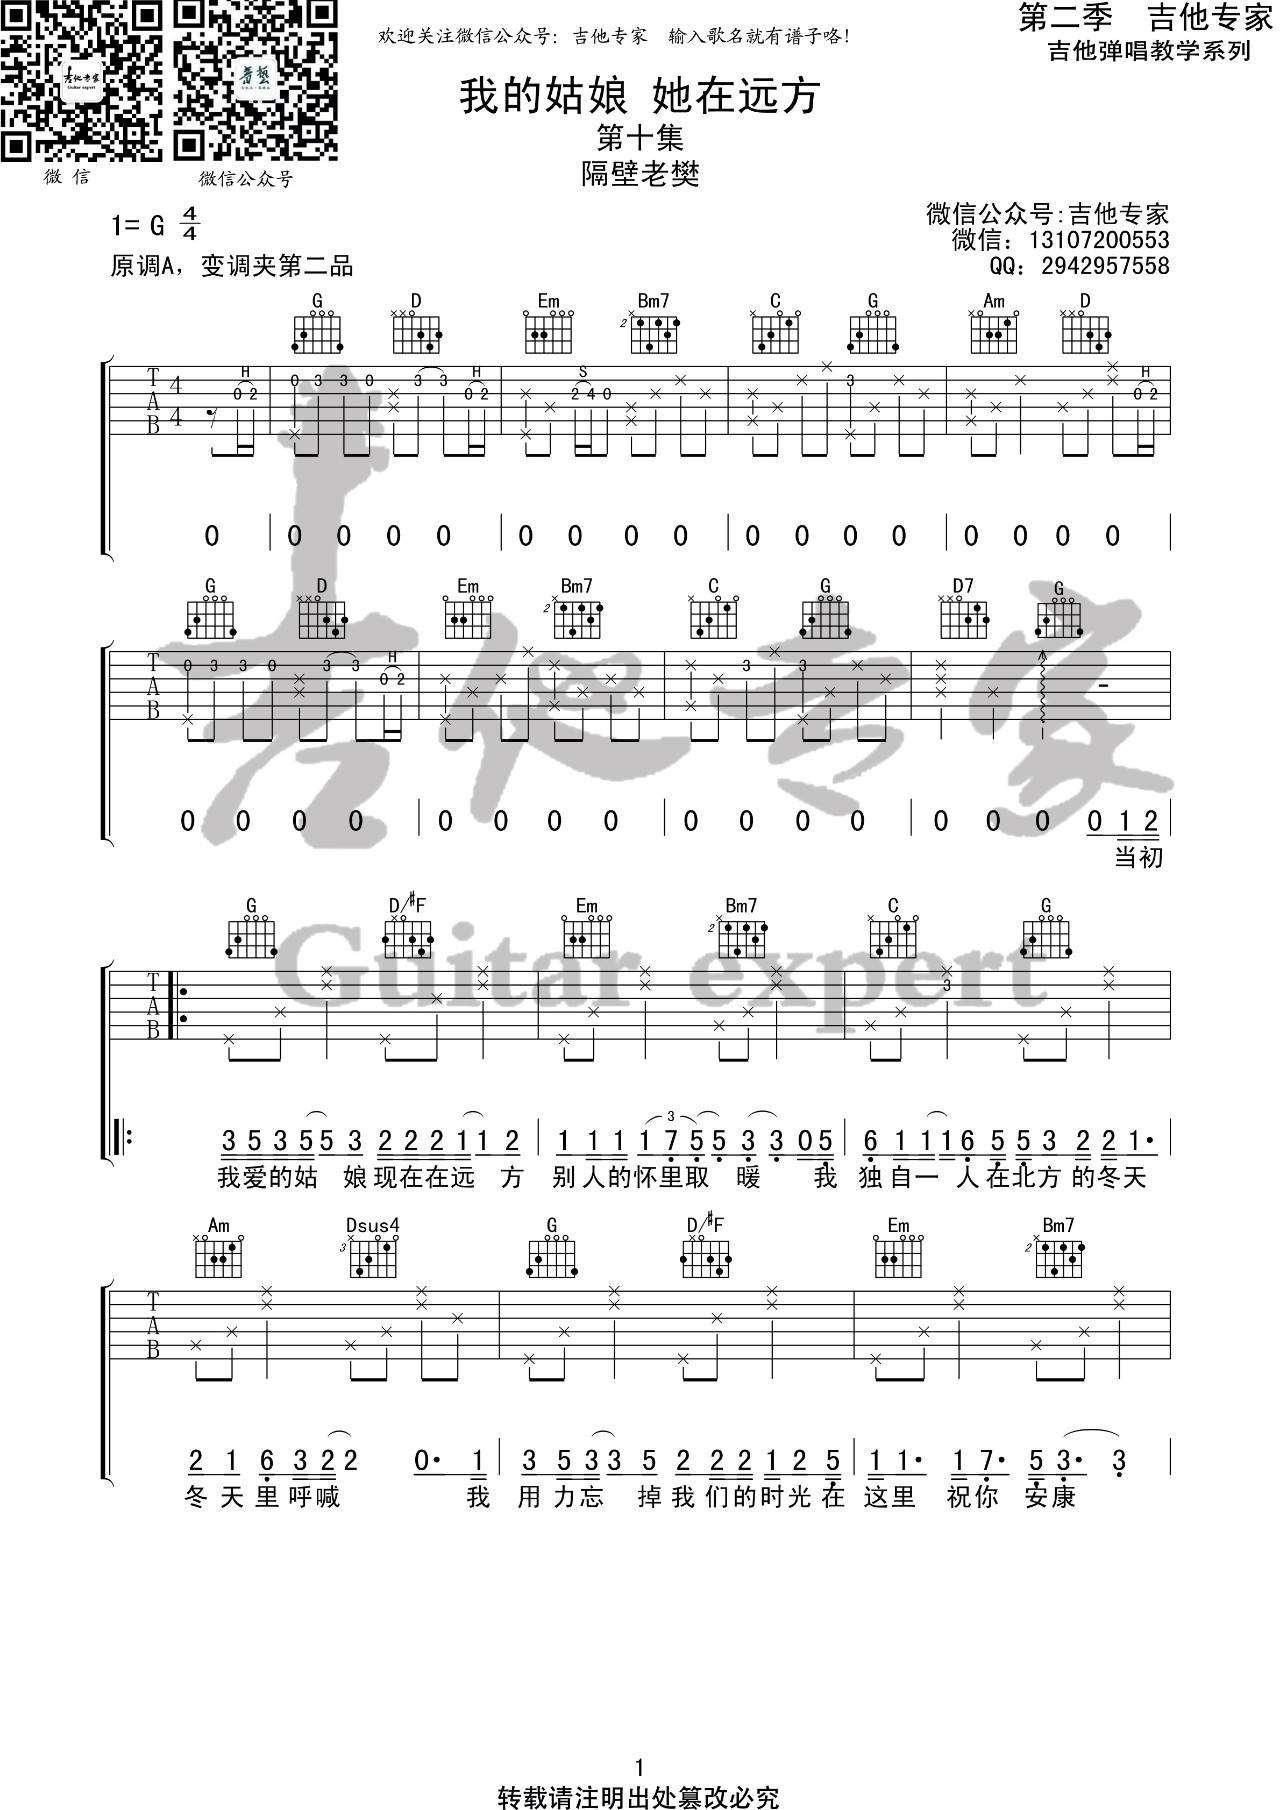 欢迎关注微信公众号：吉他专家  输入歌名就有谱子咯！
第二季  吉他专家
吉他弹唱教学系列
吉他专家
Guitar expert
微 信
微信公众号
我的姑娘 她在远方
第十集
隔壁老樊
1= G 4/4
原调A，变调夹第二品
微信公众号:吉他专家
微信：13107200553
QQ：2942957558
G D Em Bm7 C G Am D
T A B 4 4 0 H 2 0 3 3 0 3 3 H 0 2 S 2 4 0 3 H 0 2
0 0 0 0 0 0 0 0 0 0 0 0 0 0 0 0 0
G D Em Bm7 C G D7 G
T A B 0 3 3 0 3 3 H 0 2 3 3 -
0 0 0 0 0 0 0 0 0 0 0 0 0 0 0 0 1 2
当初
吉他专家
Guitar expert
G D/#F Em Bm7 C G
T A B 3
3 5 3 5 5 3 2 2 2 1 1 2 1 1 1 1 7 5 5 3 3 0 5 6 1 1 1 1 6 5 5 3 2 2 1·
我爱的姑 娘现在在远 方 别人的怀里取 暖 我 独自一 人在北方的冬天
Am Dsus4 G D/#F Em Bm7
T A B
2 1 6 3 2 2 0· 1 3 5 3 3 5 2 2 2 1 2 5 1 1· 1 7· 5 3· 3
冬天里呼喊 我 用力忘 掉我们的时光在 这里 祝你 安康
1
转载请注明出处篡改必究